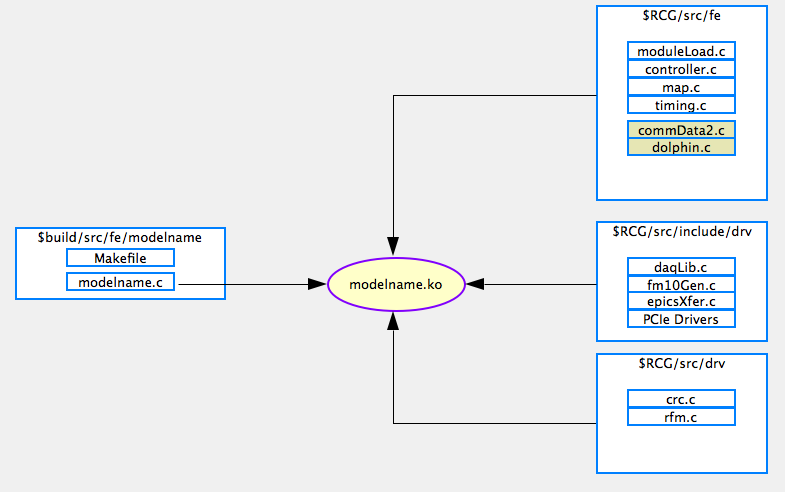 $RCG/src/fe
moduleLoad.c
controller.c
map.c
timing.c
commData2.c
dolphin.c
$build/src/fe/modelname
Makefile
modelname.c
modelname.ko
$RCG/src/include/drv
daqLib.c
fm10Gen.c
epicsXfer.c
PCIe Drivers
$RCG/src/drv
crc.c
rfm.c